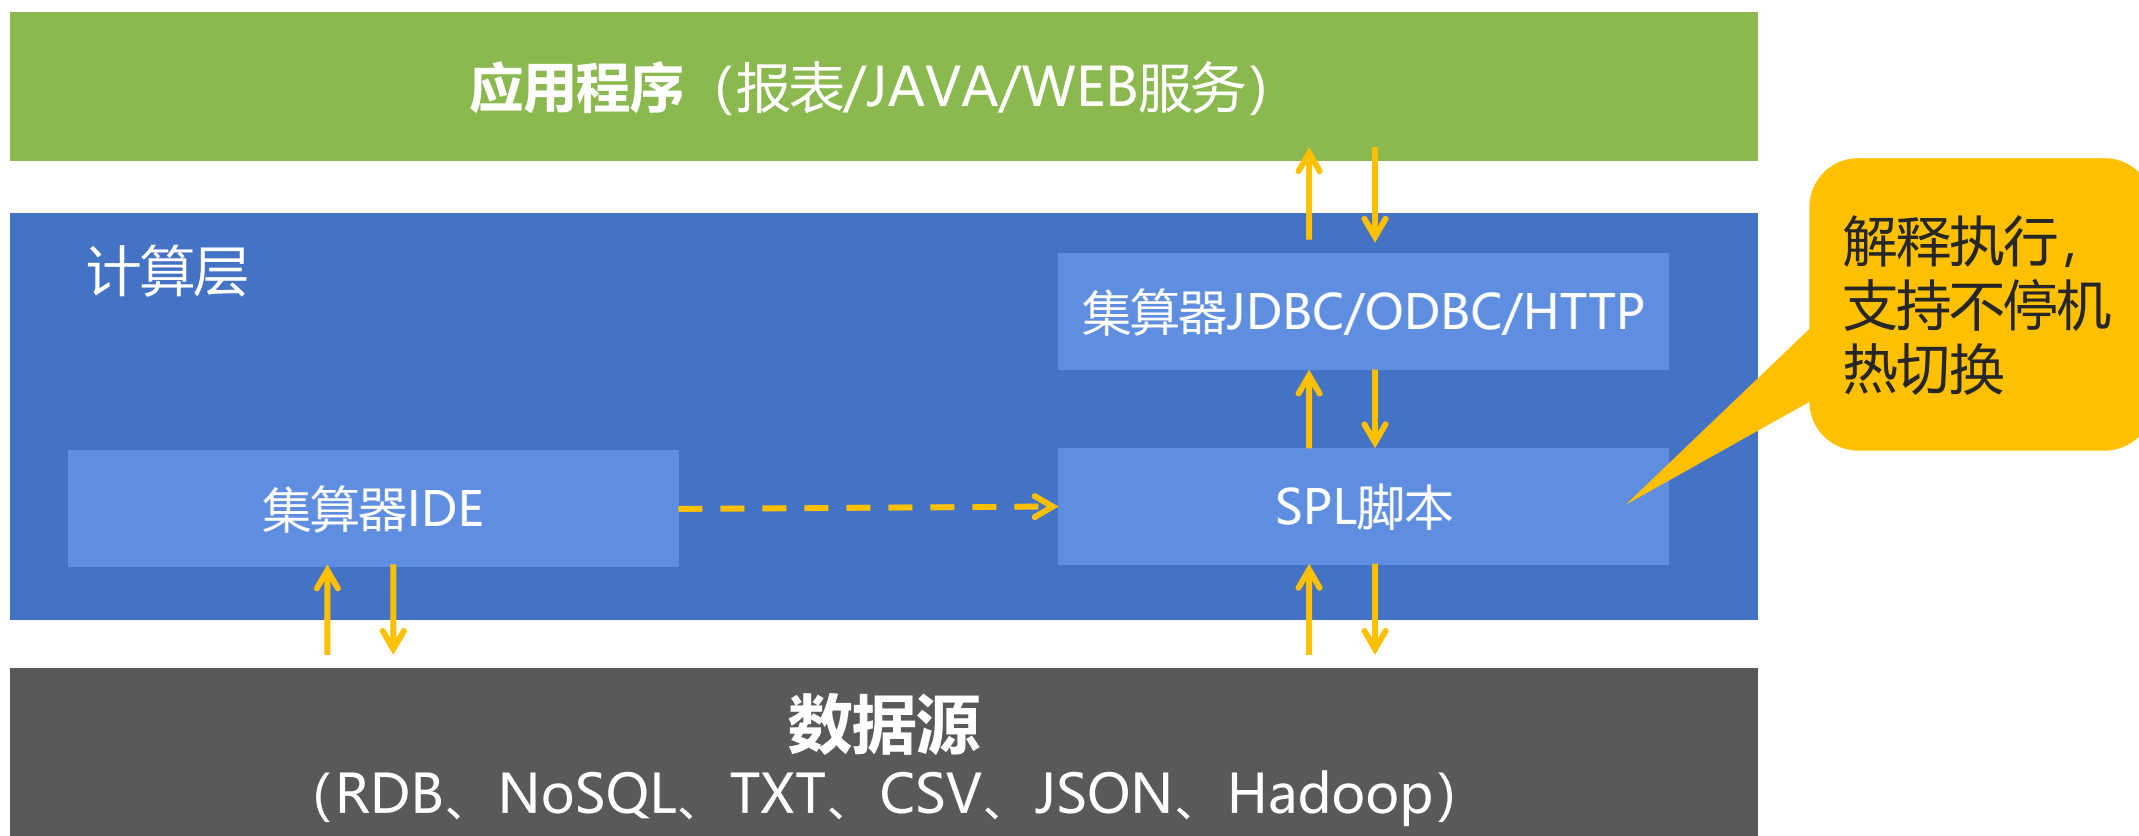 应用程序（报表/JAVA/WEB服务）
计算层
集算器JDBC/ODBC/HTTP
解释执行，
支持不停机
热切换
集算器IDE
SPL脚本
数据源
（RDB、NoSQL、TXT、CSV、JSON、Hadoop）